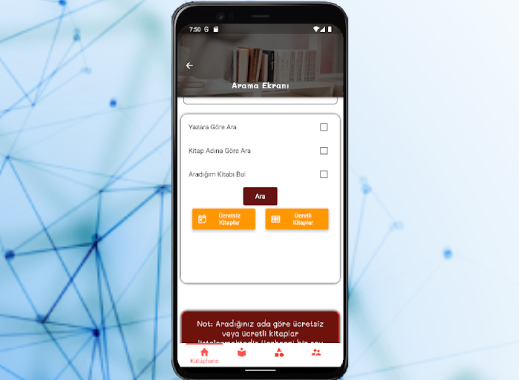 7:50
Arama Ekranı
Yazara Göre Ara
Kitap Adına Göre Ara
Aradığım Kitabı Bul
Ara
Ücretsiz
Kitaplar
Ücretli
Kitaplar
Not: Aradığınız ada göre ücretsiz
veya ücretli kitaplar
Kütüphane